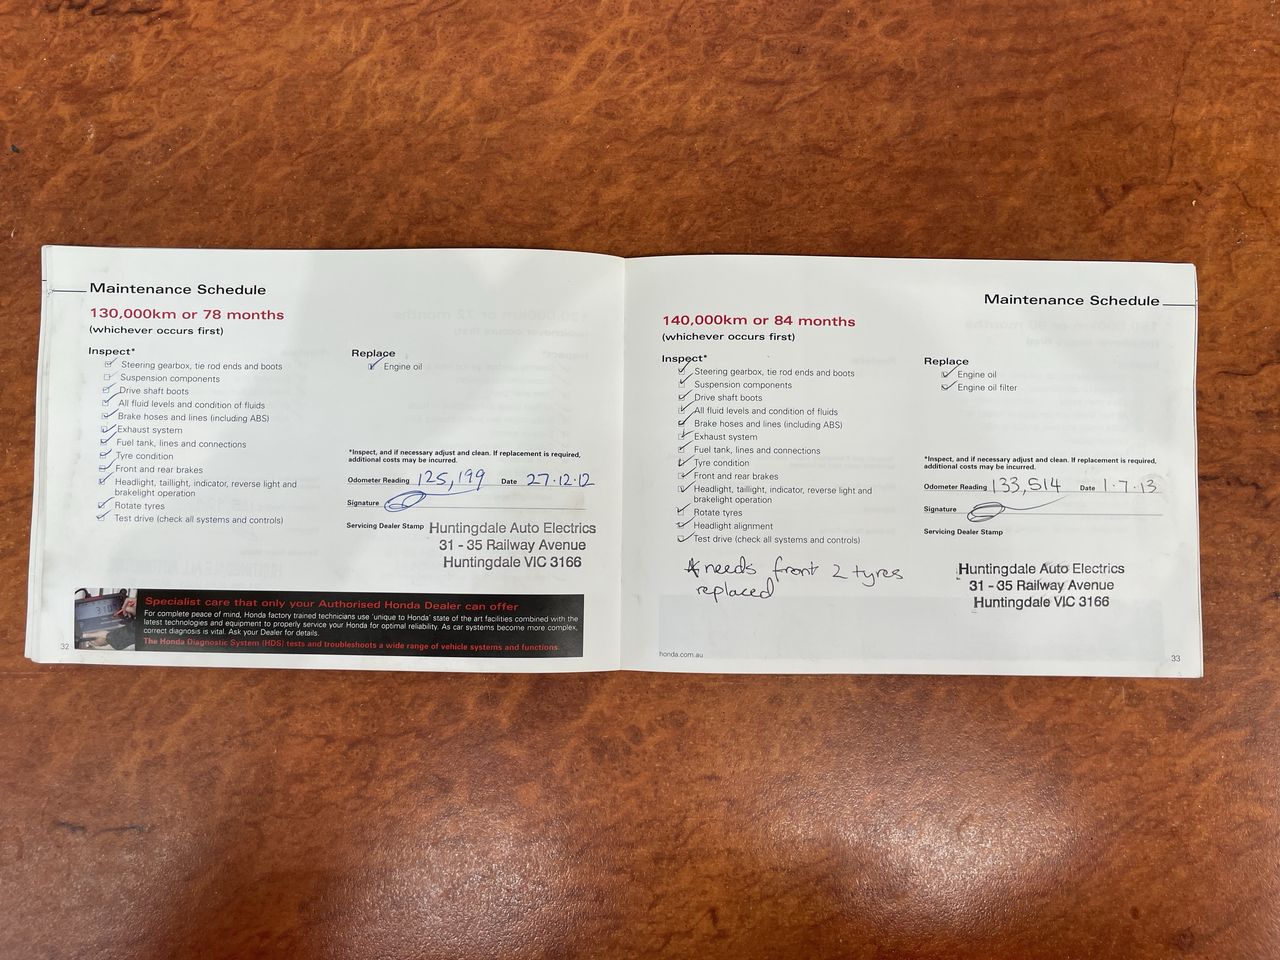 Maintenance Schedule
130,000km or 78 months
(whichever occurs first)
Inspect*
Steering gearbox, tie rod ends and boots
Suspension components
Drive shaft boots
All fluid levels and condition of fluids
Brake hoses and lines (including ABS)
Exhaust system
Fuel tank, lines and connections
Tyre condition
Front and rear brakes
Headlight, taillight, indicator, reverse light and
brakelight operation
Rotate tyres
Test drive (check all systems and controls)
Replace
Engine oil
*Inspect, and if necessary adjust and clean. If replacement is required,
additional costs may be incurred.
Odometer Reading 125,199 Date 27.12.12
Signature
Servicing Dealer Stamp Huntingdale Auto Electrics
31 - 35 Railway Avenue
Huntingdale VIC 3166
Specialist care that only your Authorised Honda Dealer can offer
For complete peace of mind, Honda factory trained technicians use 'unique to Honda' state of the art facilities combined with the
latest technologies and equipment to properly service your Honda for optimal reliability. As car systems become more complex,
correct diagnosis is vital. Ask your Dealer for details.
The Honda Diagnostic System (HDS) tests and troubleshoots a wide range of vehicle systems and functions.
32
Maintenance Schedule
140,000km or 84 months
(whichever occurs first)
Inspect*
Steering gearbox, tie rod ends and boots
Suspension components
Drive shaft boots
All fluid levels and condition of fluids
Brake hoses and lines (including ABS)
Exhaust system
Fuel tank, lines and connections
Tyre condition
Front and rear brakes
Headlight, taillight, indicator, reverse light and
brakelight operation
Rotate tyres
Headlight alignment
Test drive (check all systems and controls)
*needs front 2 tyres
replaced
Replace
Engine oil
Engine oil filter
*Inspect, and if necessary adjust and clean. If replacement is required,
additional costs may be incurred.
Odometer Reading 133,514 Date 1.7.13
Signature
Servicing Dealer Stamp
Huntingdale Auto Electrics
31 - 35 Railway Avenue
Huntingdale VIC 3166
honda.com.au
33